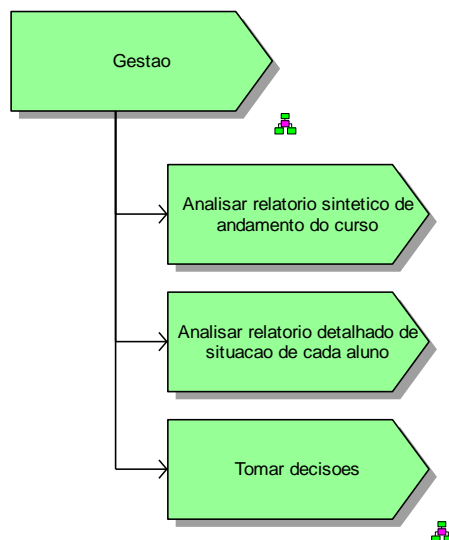 Gestao
Analisar relatorio sintetico de
andamento do curso
Analisar relatorio detalhado de
situacao de cada aluno
Tomar decisoes